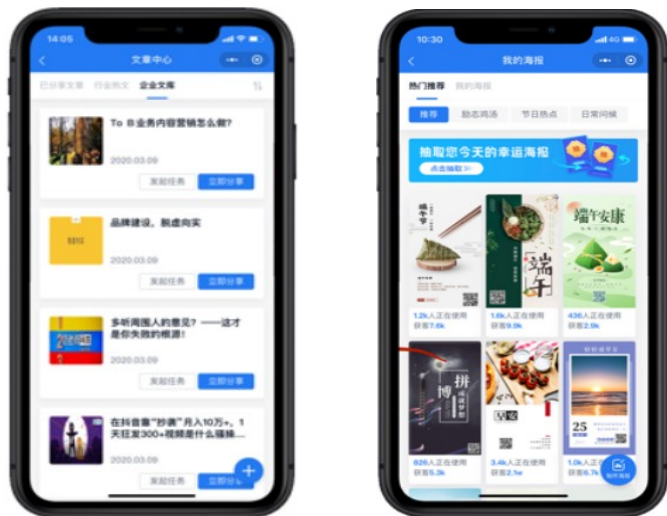 14:05
文章中心
已分享文章 行业热文 企业文库
To B业务内容营销怎么做?
2020.03.09
发起任务 立即分享
品牌建设，脱虚向实
2020.03.09
发起任务 立即分享
多听周围人的意见？——这才
是你失败的根源！
2020.03.09
发起任务 立即分享
在抖音靠“抄袭”月入10万+，1
天狂发300+视频是什么骚操...
2020.03.09
发起任务 立即分享
10:30
4G
我的海报
热门推荐 我的海报
推荐 励志鸡汤 节日热点 日常问候
抽取您今天的幸运海报
点击抽取
端午节
端午
端午安康
1.2k人正在使用 1.6k人正在使用 436人正在使用
获客7.6k 获客9.9k 获客2.9k
拼搏
早安
25
626人正在使用 3.4k人正在使用 1.0k人正在使用
获客5.3k 获客2.1w 获客6.7k
制作海报